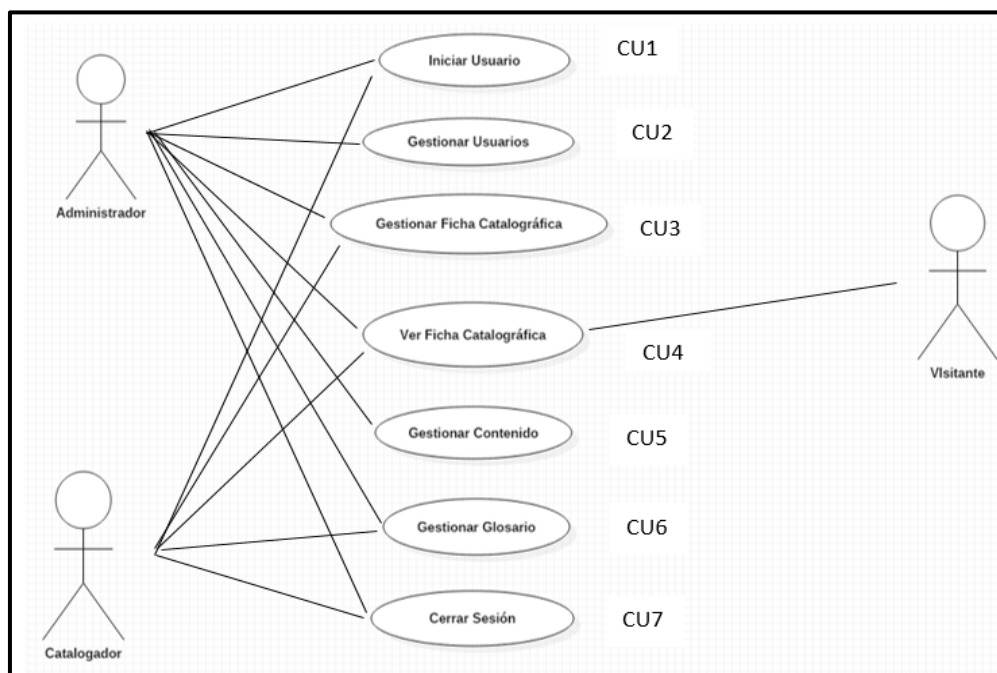 Iniciar Usuario
CU1
Gestionar Usuarios
CU2
Administrador
Gestionar Ficha Catalográfica
CU3
Ver Ficha Catalográfica
CU4
VIsitante
Gestionar Contenido
CU5
Gestionar Glosario
CU6
Cerrar Sesión
CU7
Catalogador